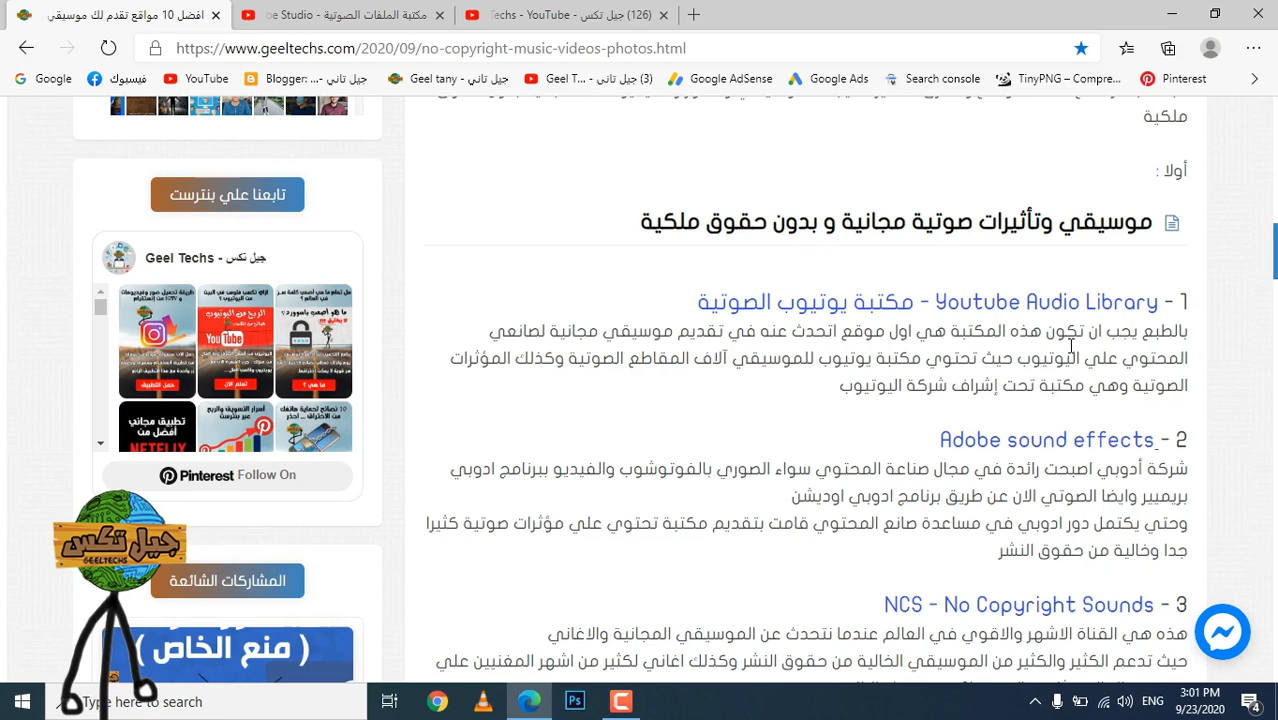 افضل 10 مواقع تقدم لك موسيقي
be Studio - مكتبة الملفات الصوتية
(126) جيل تكس - Techs - YouTube
https://www.geeltechs.com/2020/09/no-copyright-music-videos-photos.html
Google
فيسبوك
YouTube
Blogger: ...جيل تاني -
Geel tany - جيل تاني
(3) جيل تاني - Geel T...
Google AdSense
Google Ads
Search console
TinyPNG – Compre...
Pinterest
ملكية
أولا :
موسيقي وتأثيرات صوتية مجانية و بدون حقوق ملكية
1 - Youtube Audio Library - مكتبة يوتيوب الصوتية
بالطبع يجب ان تكون هذه المكتبة هي اول موقع اتحدث عنه في تقديم موسيقي مجانية لصانعي
المحتوي علي اليوتيوب حيث تحتوي مكتبة يوتيوب للموسيقي آلاف المقاطع الصوتية وكذلك المؤثرات
الصوتية وهي مكتبة تحت إشراف شركة اليوتيوب
2 - Adobe sound effects
شركة أدوبي اصبحت رائدة في مجال صناعة المحتوي سواء الصوري بالفوتوشوب والفيديو ببرنامج ادوبي
بريميير وايضا الصوتي الان عن طريق برنامج ادوبي اوديشن
وحتي يكتمل دور ادوبي في مساعدة صانع المحتوي قامت بتقديم مكتبة تحتوي علي مؤثرات صوتية كثيرا
جدا وخالية من حقوق النشر
3 - NCS - No Copyright Sounds
هذه هي القناة الاشهر والاقوي في العالم عندما نتحدث عن الموسيقي المجانية والاغاني
حيث تدعم الكثير والكثير من الموسيقي الخالية من حقوق النشر وكذلك اغاني لكثير من اشهر المغنيين علي
تابعنا علي بنترست
جيل تكس - Geel Techs
YouTube
NETFLIX
Pinterest Follow On
جيل تكس
GEELTECHS
المشاركات الشائعة
( منع الخاص )
Type here to search
Ps
ENG
3:01 PM
9/23/2020
4